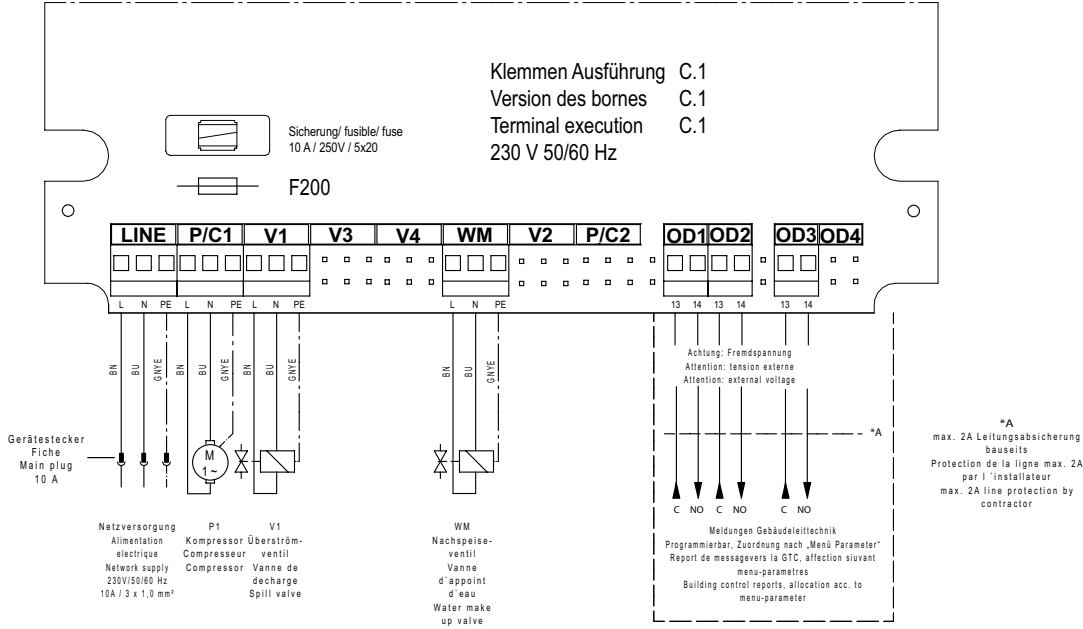 Klemmen Ausführung C.1
Version des bornes C.1
Terminal execution C.1
230 V 50/60 Hz
Sicherung/ fusible/ fuse
10 A / 250V / 5x20
F200
LINE P/C1 V1 V3 V4 WM V2 P/C2 OD1 OD2 OD3 OD4
L N PE L N PE L N PE L N PE 13 14 13 14 13 14
BN BU GNYE BN BU GNYE BN BU GNYE BN BU GNYE
Achtung: Fremdspannung
Attention: tension externe
Attention: external voltage
*A
Gerätestecker
Fiche
Main plug
10 A
M
1~
C NO C NO C NO
Netzversorgung
Alimentation
electrique
Network supply
230V/50/60 Hz
10A / 3 x 1,0 mm²
P1
Kompressor
Compresseur
Compressor
V1
Überström-
ventil
Vanne de
decharge
Spill valve
WM
Nachspeise-
ventil
Vanne
d`appoint
d`eau
Water make
up valve
Meldungen Gebäudeleittechnik
Programmierbar, Zuordnung nach „Menü Parameter"
Report de messagevers la GTC, affection siuvant
menu-parametres
Building control reports, allocation acc. to
menu-parameter
*A
max. 2A Leitungsabsicherung
bauseits
Protection de la ligne max. 2A
par l `installateur
max. 2A line protection by
contractor